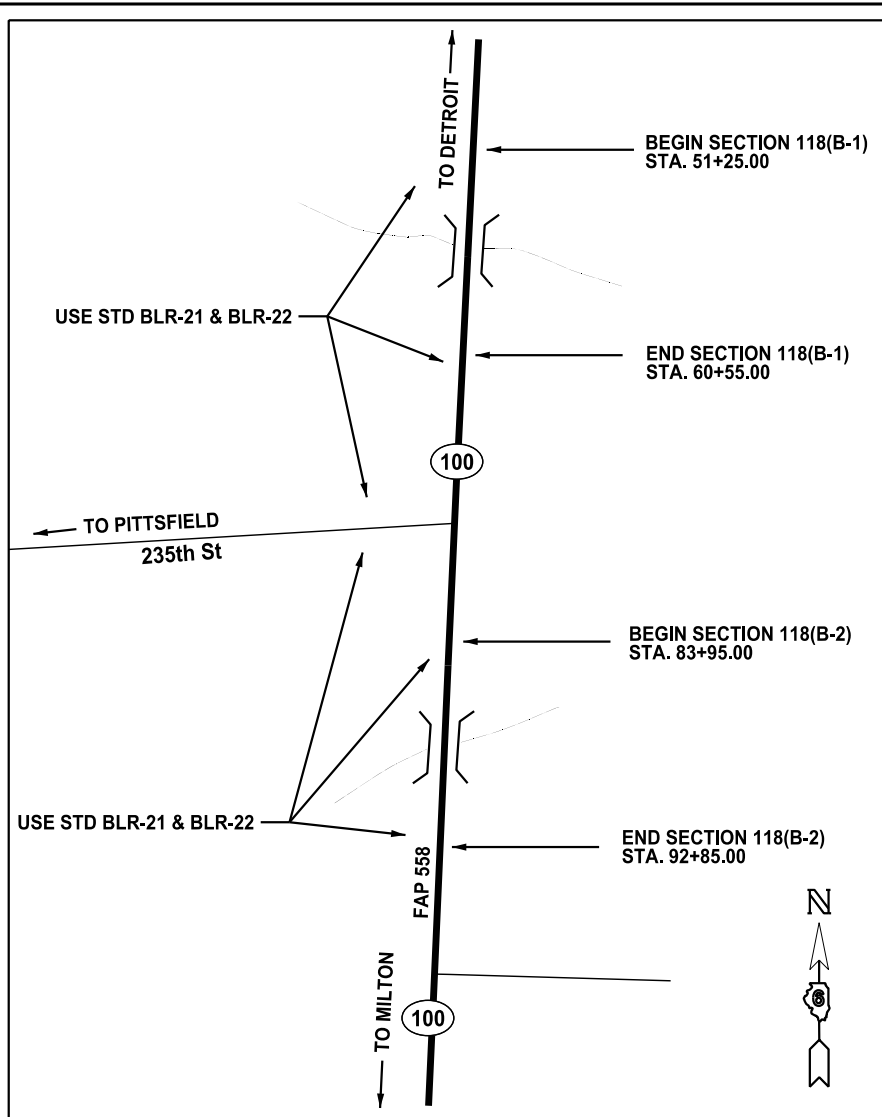 TO DETROIT
BEGIN SECTION 118(B-1)
STA. 51+25.00
USE STD BLR-21 & BLR-22
END SECTION 118(B-1)
STA. 60+55.00
100
TO PITTSFIELD
235th St
BEGIN SECTION 118(B-2)
STA. 83+95.00
USE STD BLR-21 & BLR-22
END SECTION 118(B-2)
STA. 92+85.00
FAP 558
N
6
TO MILTON
100